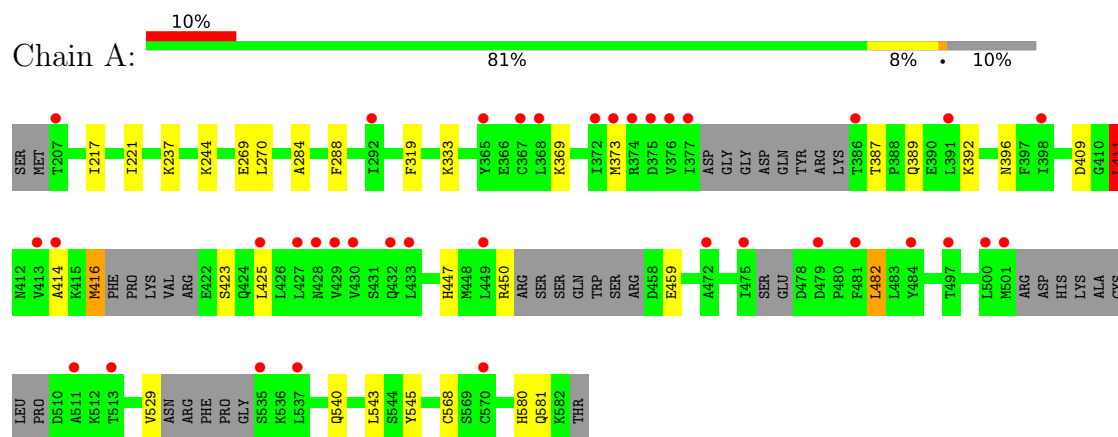 10%
Chain A:
81% 8% • 10%
SER MET T207 I217 I221 K237 K244 E269 L270 A284 F288 I292 F319 K333 Y365 E366 C367 L368 K369 I372 M373 R374 D375 V376 I377 ASP GLY GLY ASP GLN TYR ARG LYS T386 T387 P388 Q389 E390 L391 K392 N396 F397 I398 D409 G410 L411
N412 V413 A414 K415 M416 PHE PRO LYS VAL ARG E422 S423 Q424 L425 L426 L427 N428 V429 V430 S431 Q432 L433 H447 M448 L449 R450 ARG SER SER GLN TRP SER ARG D458 E459 A472 I475 SER GLU D478 D479 P480 F481 L482 L483 Y484 T497 L500 M501 ARG ASP HIS LYS ALA CYS
LEU PRO D510 A511 K512 T513 V529 ASN ARG PHE PRO GLY S535 K536 L537 Q540 L543 S544 Y545 C568 S569 C570 H580 Q581 K582 THR